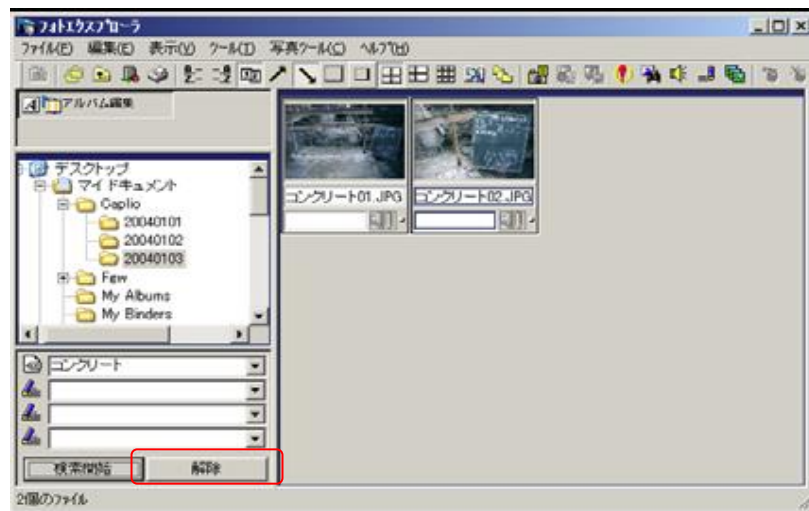 フォトエクスプローラ
ファイル(F) 編集(E) 表示(V) ツール(T) 写真ツール(C) ヘルプ(H)
アルバム編集
デスクトップ
マイ ドキュメント
Caplio
20040101
20040102
20040103
Few
My Albums
My Binders
コンクリート01.JPG コンクリート02.JPG
コンクリート
検索開始 解除
2個のファイル